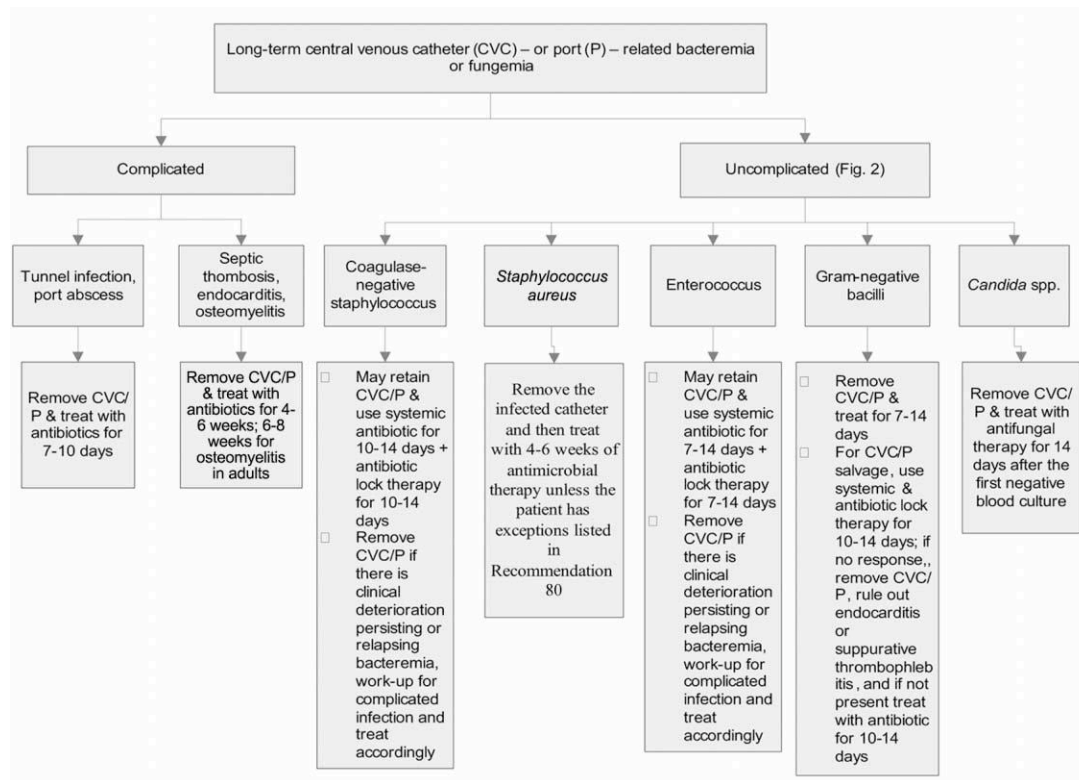 Long-term central venous catheter (CVC) – or port (P) – related bacteremia
or fungemia
Complicated
Uncomplicated (Fig. 2)
Tunnel infection,
port abscess
Septic
thombosis,
endocarditis,
osteomyelitis
Coagulase-
negative
staphylococcus
Staphylococcus
aureus
Enterococcus
Gram-negative
bacilli
Candida spp.
Remove CVC/
P & treat with
antibiotics for
7-10 days
Remove CVC/P
& treat with
antibiotics for 4-
6 weeks; 6-8
weeks for
osteomyelitis
in adults
May retain
CVC/P &
use systemic
antibiotic for
10-14 days +
antibiotic
lock therapy
for 10-14
days
Remove
CVC/P if
there is
clinical
deterioration
persisting or
relapsing
bacteremia,
work-up for
complicated
infection and
treat
accordingly
Remove the
infected catheter
and then treat
with 4-6 weeks of
antimicrobial
therapy unless the
patient has
exceptions listed
in
Recommendation
80
May retain
CVC/P &
use systemic
antibiotic for
7-14 days +
antibiotic
lock therapy
for 7-14 days
Remove
CVC/P if
there is
clinical
deterioration
persisting or
relapsing
bacteremia,
work-up for
complicated
infection and
treat
accordingly
Remove
CVC/P &
treat for 7-14
days
For CVC/P
salvage, use
systemic &
antibiotic lock
therapy for
10-14 days; if
no response,,
remove CVC/
P, rule out
endocarditis
or
suppurative
thrombophleb
itis, and if not
present treat
with antibiotic
for 10-14
days
Remove CVC/
P & treat with
antifungal
therapy for 14
days after the
first negative
blood culture